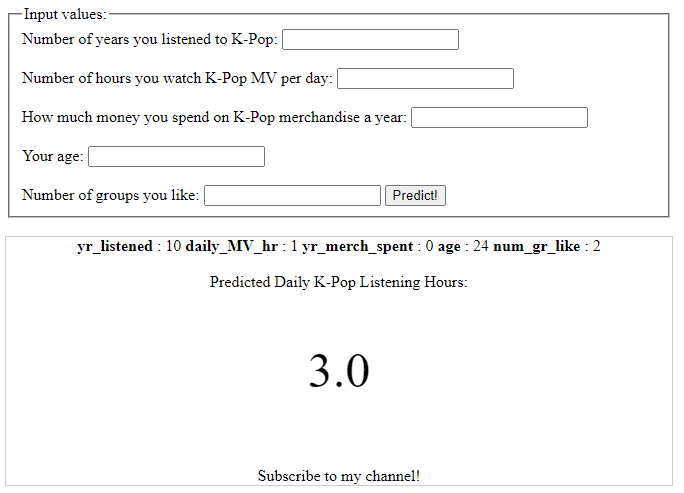 Input values:
Number of years you listened to K-Pop:
Number of hours you watch K-Pop MV per day:
How much money you spend on K-Pop merchandise a year:
Your age:
Number of groups you like: Predict!
yr_listened : 10 daily_MV_hr : 1 yr_merch_spent : 0 age : 24 num_gr_like : 2
Predicted Daily K-Pop Listening Hours:
3.0
Subscribe to my channel!